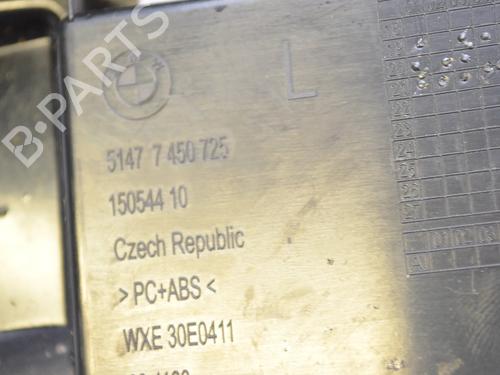 B-PARTS
L
5147 7 450 725
150544 10
Czech Republic
>PC+ABS<
WXE 30E0411